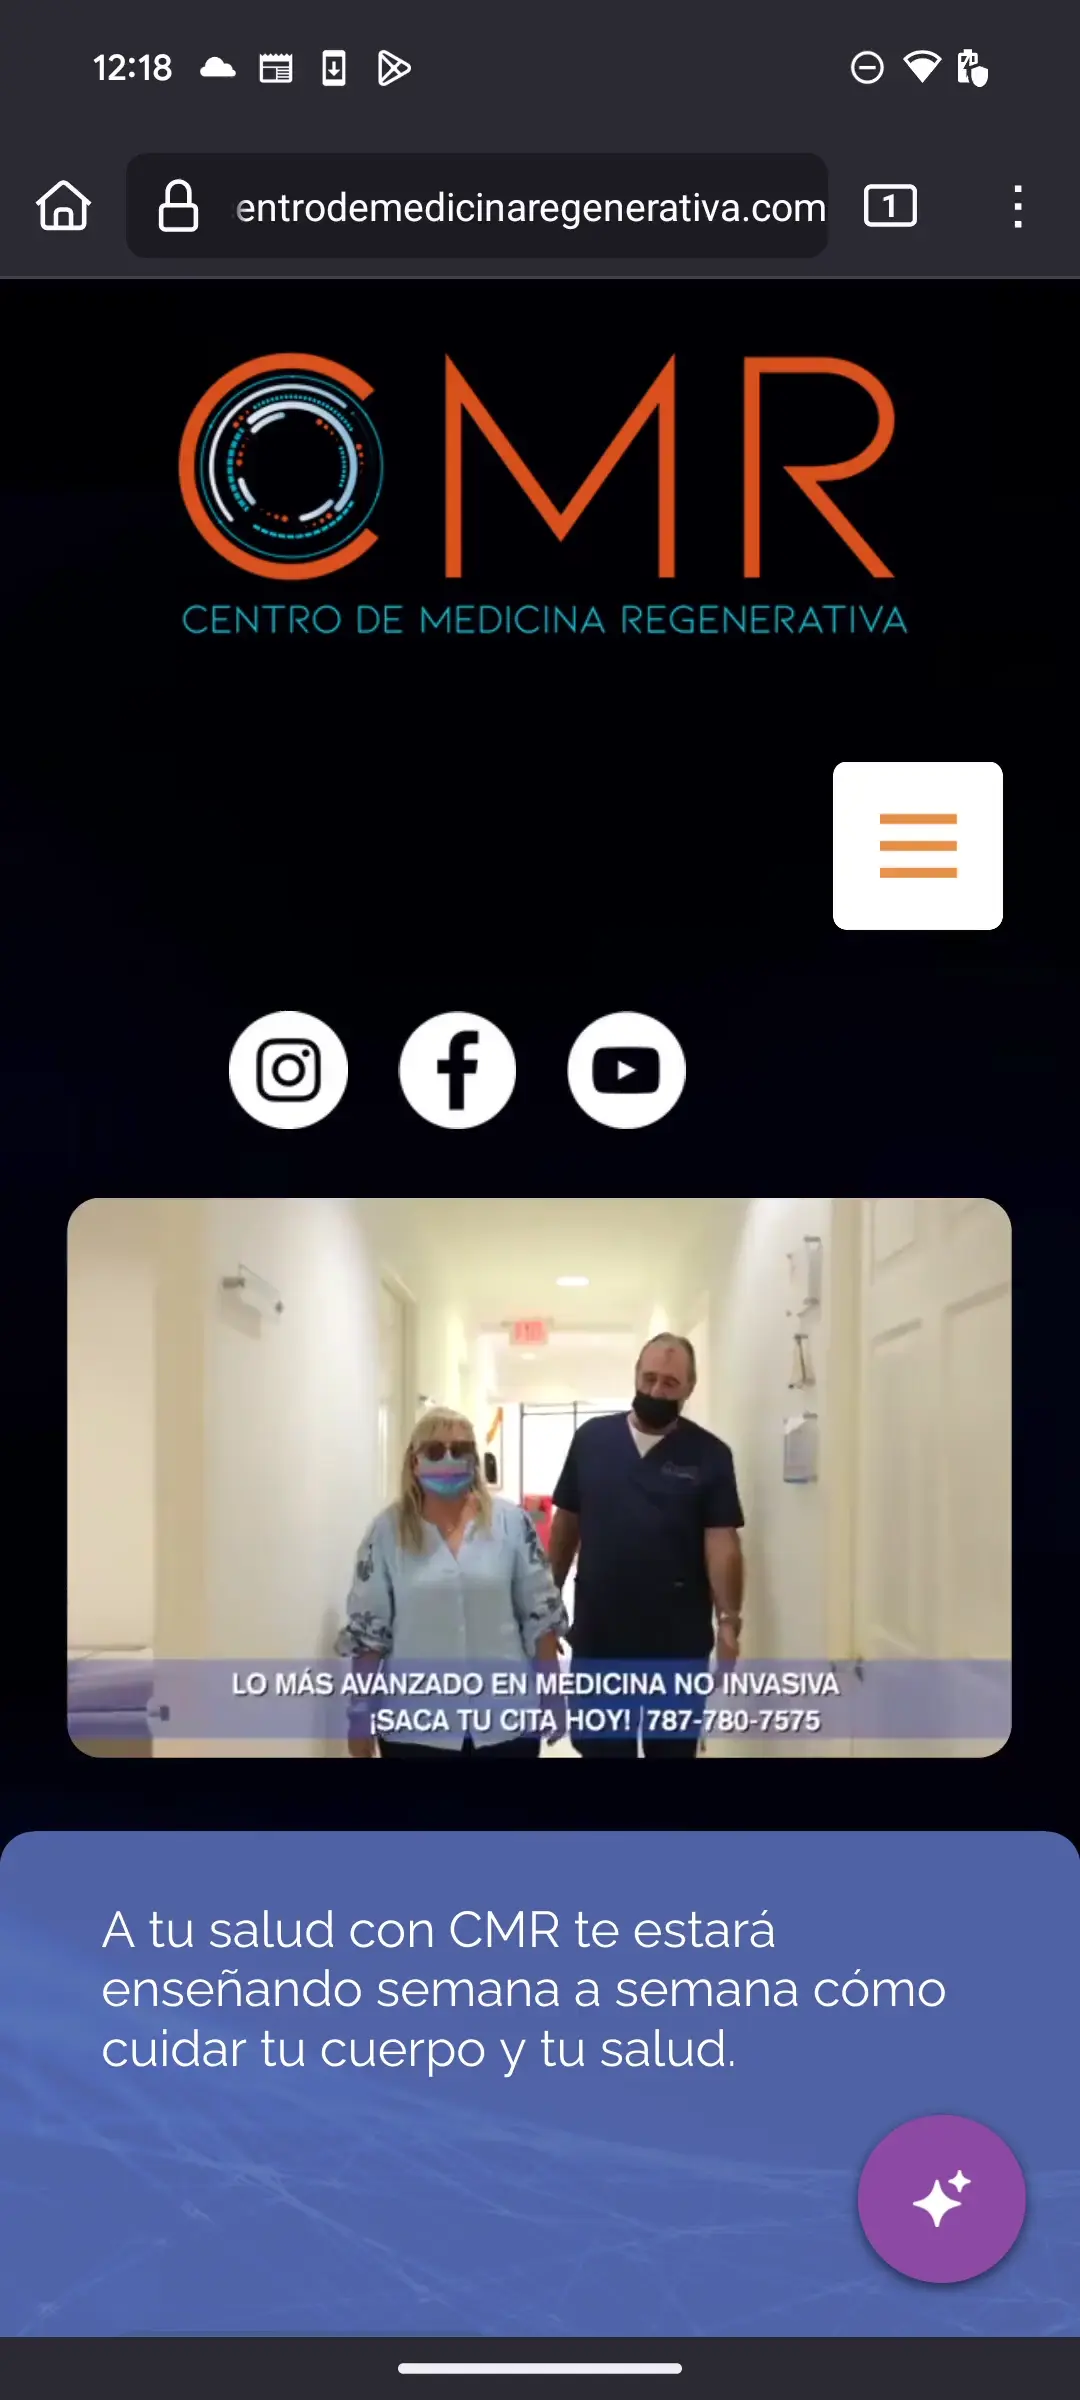 12:18
entrodemedicinaregenerativa.com
1
CMR
CENTRO DE MEDICINA REGENERATIVA
EXIT
LO MÁS AVANZADO EN MEDICINA NO INVASIVA
¡SACA TU CITA HOY! 787-780-7575
A tu salud con CMR te estará
enseñando semana a semana cómo
cuidar tu cuerpo y tu salud.